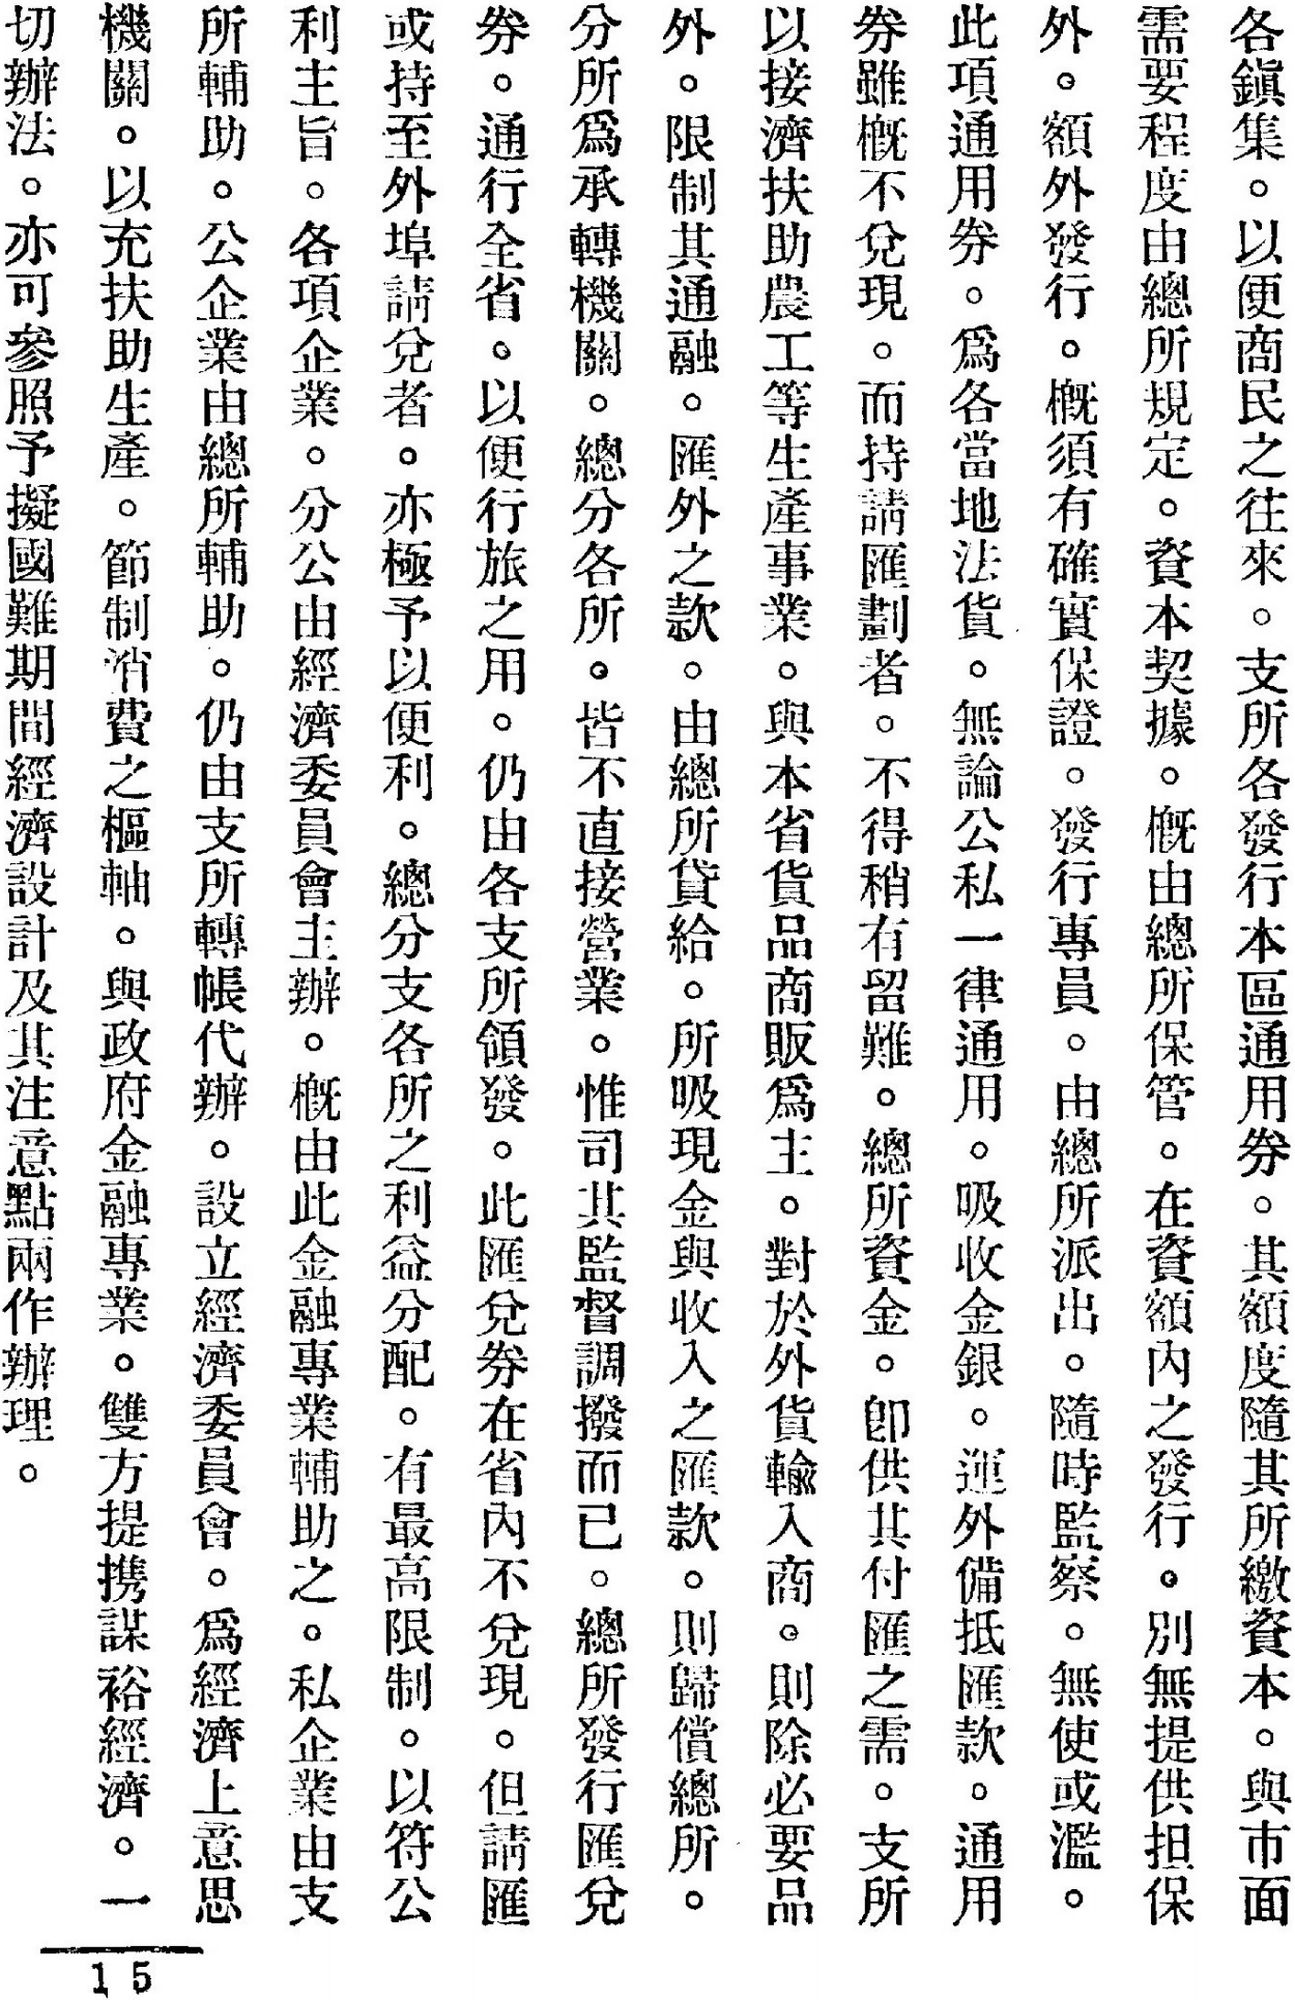 各鎭集。以便商民之往來。支所各發行本區通用券。其額度隨其所繳資本。與市面
需要程度由總所規定。資本契據。槪由總所保管。在資額內之發行。別無提供担保
外。額外發行。槪須有確實保證。發行專員。由總所派出。隨時監察。無使或濫。
此項通用券。爲各當地法貨。無論公私一律通用。吸收金銀。運外備抵匯款。通用
券雖槪不兌現。而持請匯劃者。不得稍有留難。總所資金。卽供其付匯之需。支所
以接濟扶助農工等生產事業。與本省貨品商販爲主。對於外貨輸入商。則除必要品
外。限制其通融。匯外之款。由總所貸給。所吸現金與收入之匯款。則歸償總所。
分所爲承轉機關。總分各所。皆不直接營業。惟司其監督調撥而已。總所發行匯兌
券。通行全省。以便行旅之用。仍由各支所領發。此匯兌券在省內不兌現。但請匯
或持至外埠請兌者。亦極予以便利。總分支各所之利益分配。有最高限制。以符公
利主旨。各項企業。分公由經濟委員會主辦。槪由此金融專業輔助之。私企業由支
所輔助。公企業由總所輔助。仍由支所轉帳代辦。設立經濟委員會。爲經濟上意思
機關。以充扶助生產。節制消費之樞軸。與政府金融專業。雙方提携謀裕經濟。一
切辦法。亦可參照予擬國難期間經濟設計及其注意點兩作辦理。
15